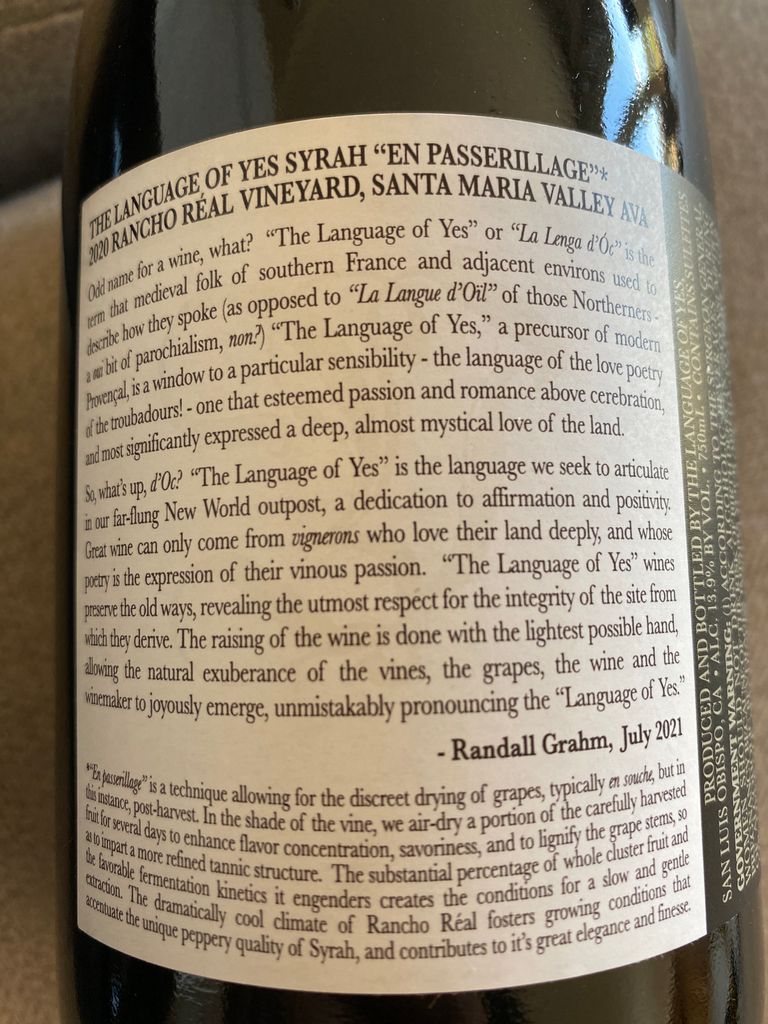 THE LANGUAGE OF YES SYRAH “EN PASSERILLAGE”*
2020 RANCHO RÉAL VINEYARD, SANTA MARIA VALLEY AVA
Odd name for a wine, what? “The Language of Yes” or “La Lenga d’Óc” is the
term that medieval folk of southern France and adjacent environs used to
describe how they spoke (as opposed to “La Langue d’Oïl” of those Northerners -
a oui bit of parochialism, non?) “The Language of Yes,” a precursor of modern
Provençal, is a window to a particular sensibility - the language of the love poetry
of the troubadours! - one that esteemed passion and romance above cerebration,
and most significantly expressed a deep, almost mystical love of the land.
So, what’s up, d’Oc? “The Language of Yes” is the language we seek to articulate
in our far-flung New World outpost, a dedication to affirmation and positivity.
Great wine can only come from vignerons who love their land deeply, and whose
poetry is the expression of their vinous passion. “The Language of Yes” wines
preserve the old ways, revealing the utmost respect for the integrity of the site from
which they derive. The raising of the wine is done with the lightest possible hand,
allowing the natural exuberance of the vines, the grapes, the wine and the
winemaker to joyously emerge, unmistakably pronouncing the “Language of Yes.”
- Randall Grahm, July 2021
*“En passerillage” is a technique allowing for the discreet drying of grapes, typically en souche, but in
this instance, post-harvest. In the shade of the vine, we air-dry a portion of the carefully harvested
fruit for several days to enhance flavor concentration, savoriness, and to lignify the grape stems, so
as to impart a more refined tannic structure. The substantial percentage of whole cluster fruit and
the favorable fermentation kinetics it engenders creates the conditions for a slow and gentle
extraction. The dramatically cool climate of Rancho Réal fosters growing conditions that
accentuate the unique peppery quality of Syrah, and contributes to it’s great elegance and finesse.
PRODUCED AND BOTTLED BY THE LANGUAGE OF YES,
SAN LUIS OBISPO, CA • ALC. 13.9% BY VOL. • 750mL • CONTAINS SULFITES
GOVERNMENT WARNING: (1) ACCORDING TO THE